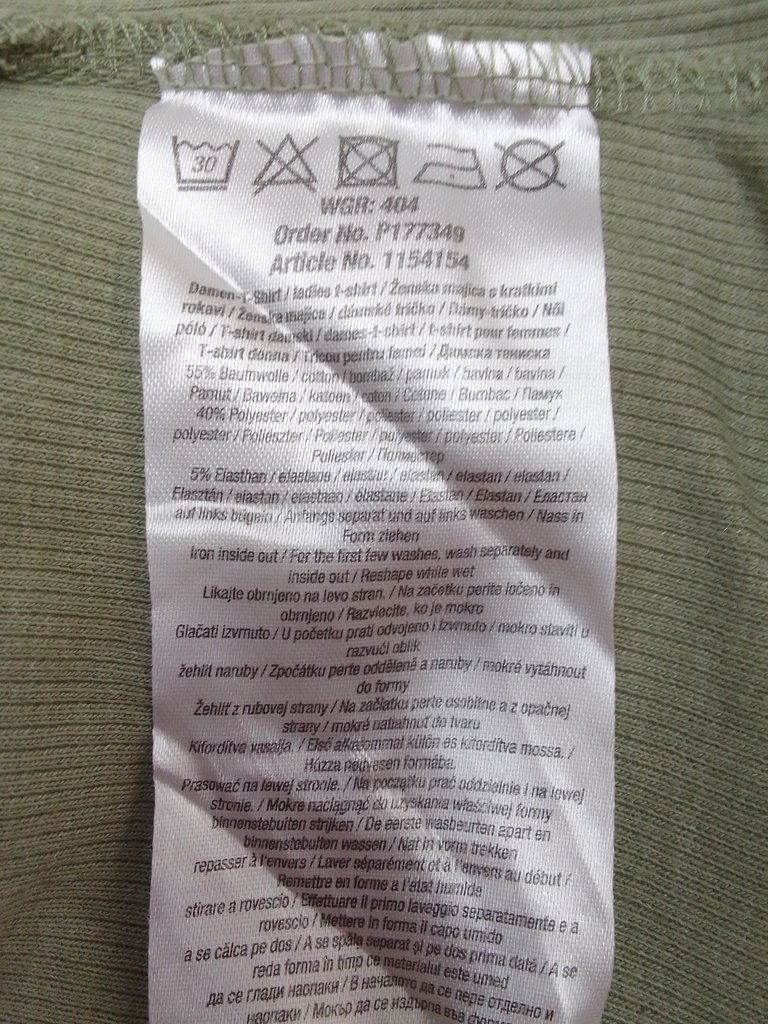 30
WGR: 404
Order No. P177349
Article No. 1154154
Damen-T-Shirt / ladies t-shirt / Ženska majica s kratkimi
rokavi / Ženska majica / dámské tričko / Dámy tričko / Női
póló / T-shirt damski / dames-t-shirt / t-shirt pour femmes /
T-shirt donna / Tricou pentru femei / Дамска тениска
55% Baumwolle / cotton / bombaž / pamuk / bavlna / bavlna /
Pamut / Bawełna / katoen / coton / Cotone / Bumbac / Памук
40% Polyester / polyester / poliester / poliester / polyester /
polyester / Poliészter / Poliester / polyester / polyester / Poliestere /
Poliester / Полиестер
5% Elasthan / elastane / elastan / elastan / elastan / elastan /
Elasztán / elastan / elastaan / élastane / Elastan / Elastan / Еластан
auf links bügeln / Anfangs separat und auf links waschen / Nass in
Form ziehen
Iron inside out / For the first few washes, wash separately and
inside out / Reshape while wet
Likajte obrnjeno na levo stran. / Na začetku perite ločeno in
obrnjeno / Razvlecite, ko je mokro
Glačati izvrnuto / U početku prati odvojeno i izvrnuto / mokro staviti u
razvući oblik
žehlit naruby / Zpočátku perte odděleně a naruby / mokré vytáhnout
do formy
Žehliť z rubovej strany / Na začiatku perte osobitne a z opačnej
strany / mokré natiahnuť do tvaru
Kifordítva vasalja. / Első alkalommal külön és kifordítva mossa. /
Húzza nedvesen formába.
Prasować na lewej stronie. / Na początku prać oddzielnie i na lewej
stronie. / Mokre naciągnąć do uzyskania właściwej formy
binnenstebuiten strijken / De eerste wasbeurten apart en
binnenstebuiten wassen / Nat in vorm trekken
repasser à l'envers / Laver séparément et à l'envers au début /
Remettre en forme à l'état humide
stirare a rovescio / Effettuare il primo lavaggio separatamente e a
rovescio / Mettere in forma il capo umido
a se călca pe dos / A se spăla separat şi pe dos prima dată / A se
reda forma în timp ce materialul este umed
да се глади наопаки / В началото да се пере отделно и
наопаки / Мокър да се издърпа във